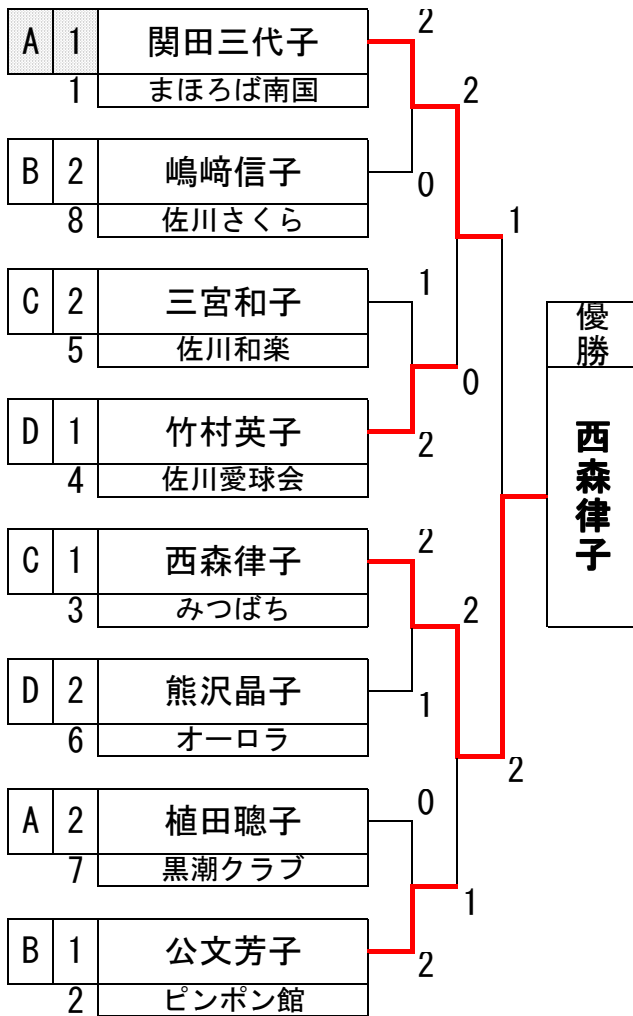 A 1 関田三代子 2
1 まほろば南国 2
B 2 嶋﨑信子 0
8 佐川さくら 1
C 2 三宮和子 1
5 佐川和楽 0
D 1 竹村英子 2
4 佐川愛球会
優勝
西森律子
C 1 西森律子 2
3 みつばち 2
D 2 熊沢晶子 1
6 オーロラ 2
A 2 植田聰子 0
7 黒潮クラブ 1
B 1 公文芳子 2
2 ピンポン館